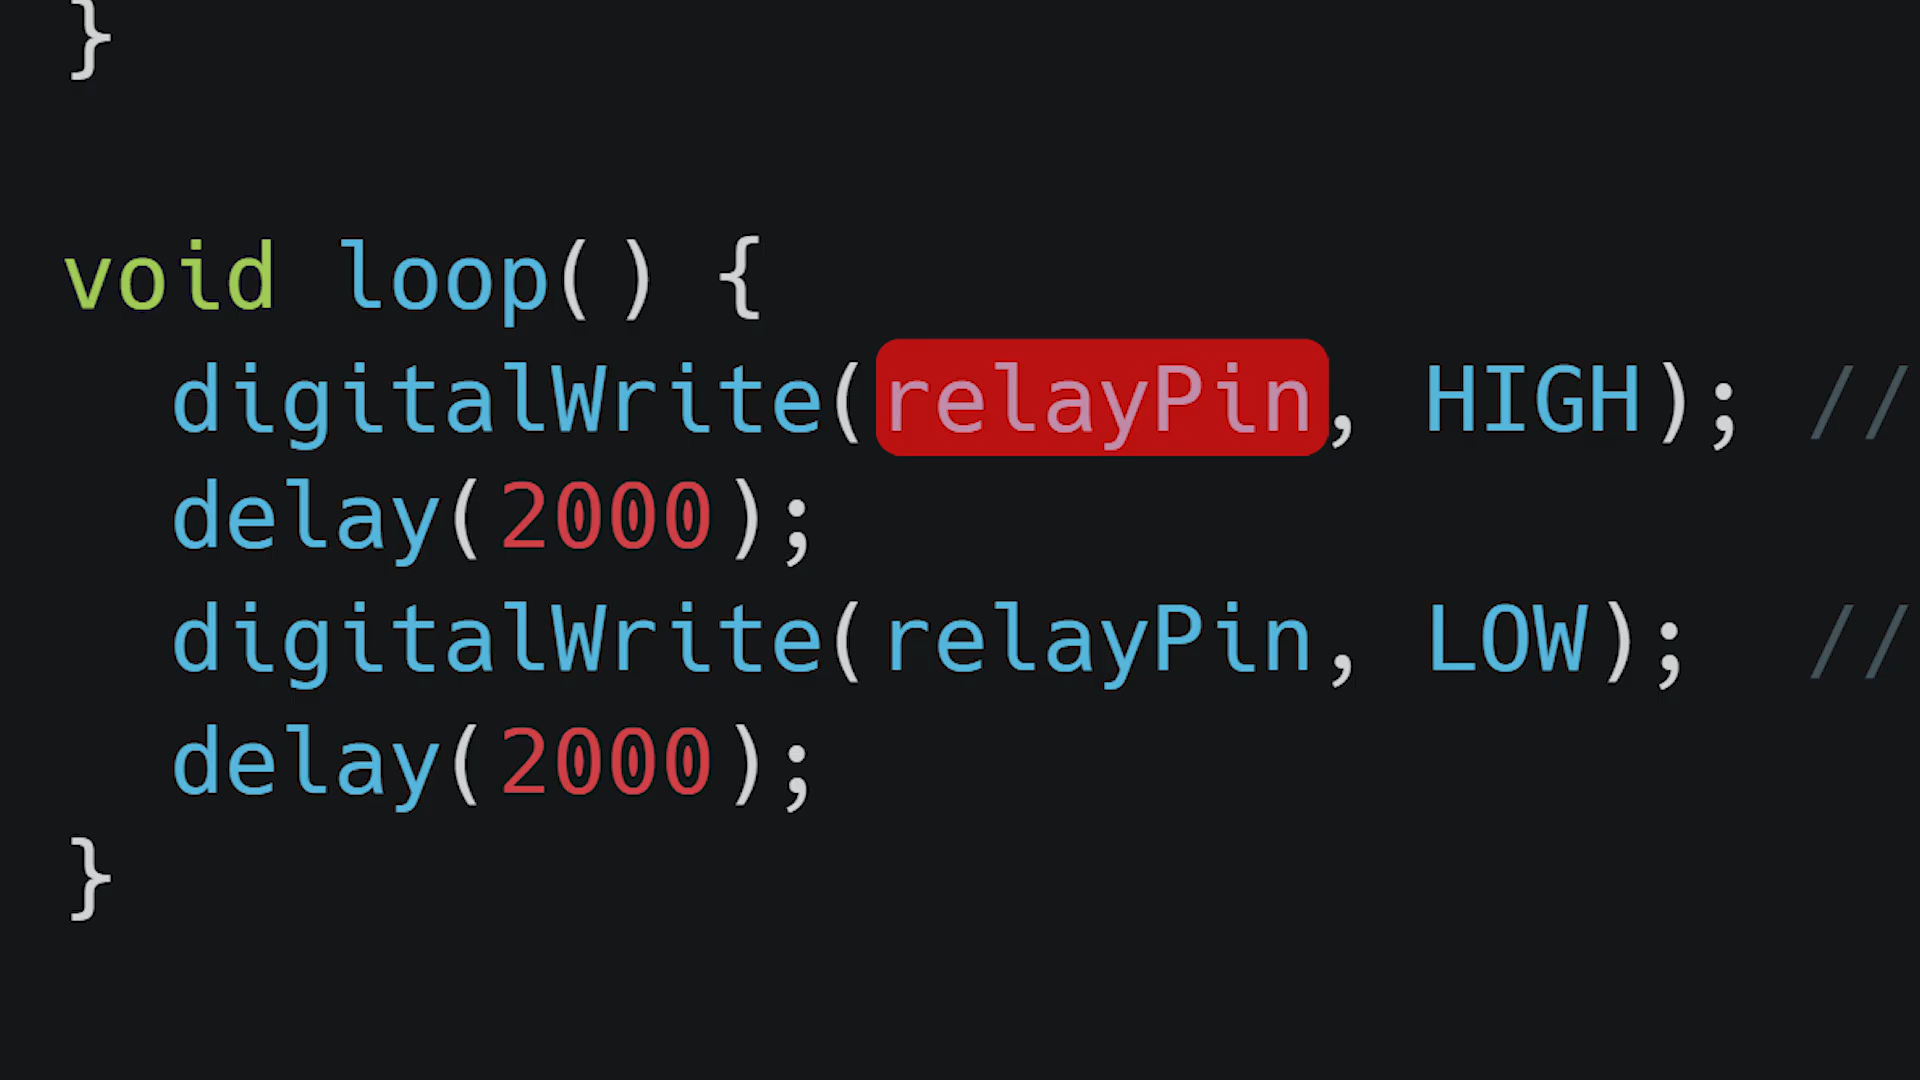 }
void loop() {
digitalWrite(relayPin, HIGH); //
delay(2000);
digitalWrite(relayPin, LOW); //
delay(2000);
}